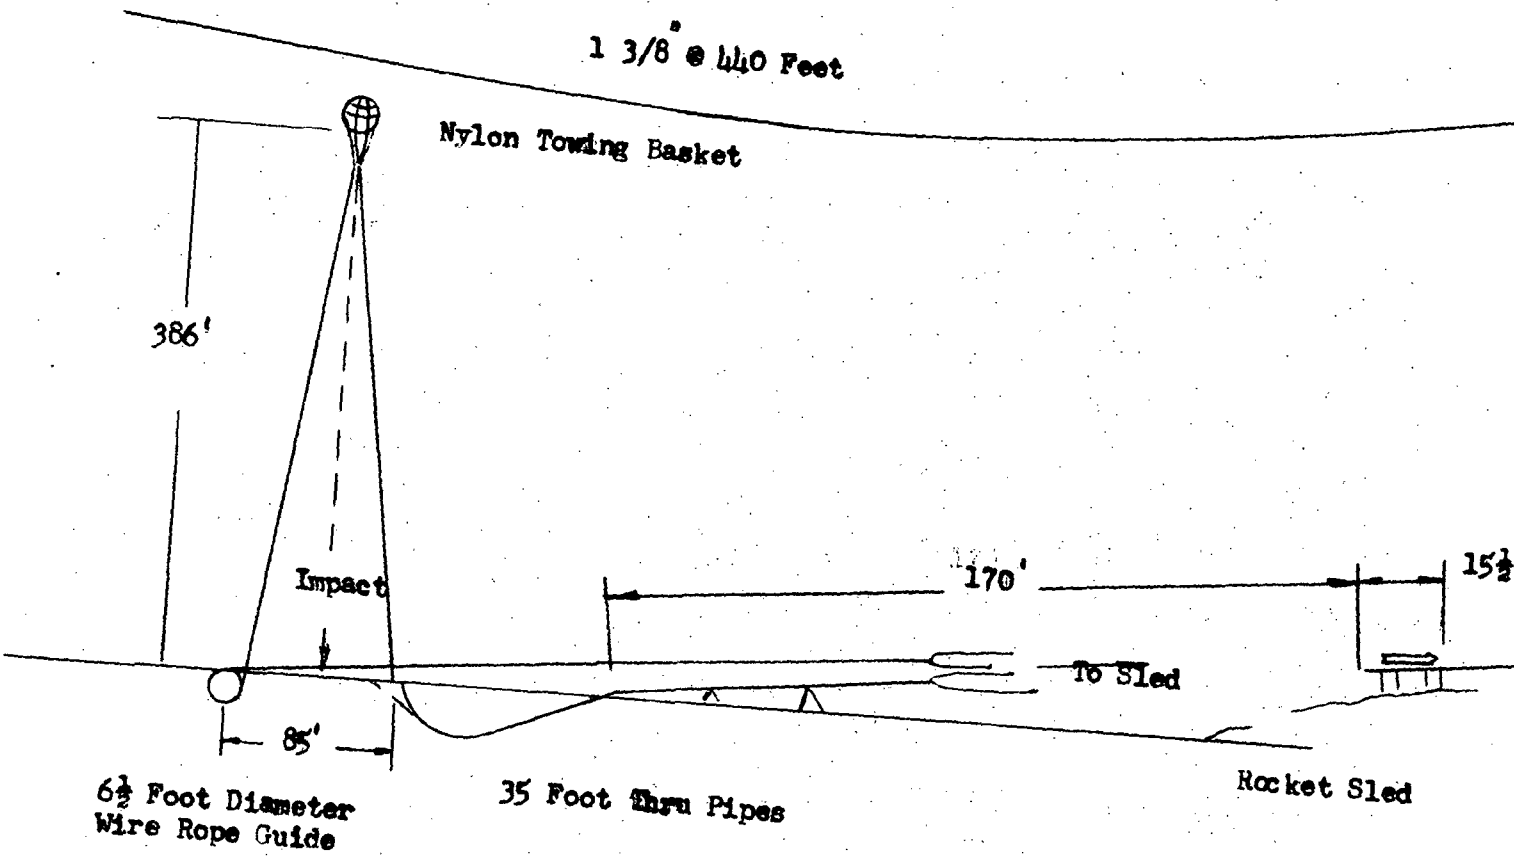 1 3/8" @ 440 Feet
Nylon Towing Basket
386'
Impact
170'
15½
To Sled
85'
6½ Foot Diameter
Wire Rope Guide
35 Foot Thru Pipes
Rocket Sled